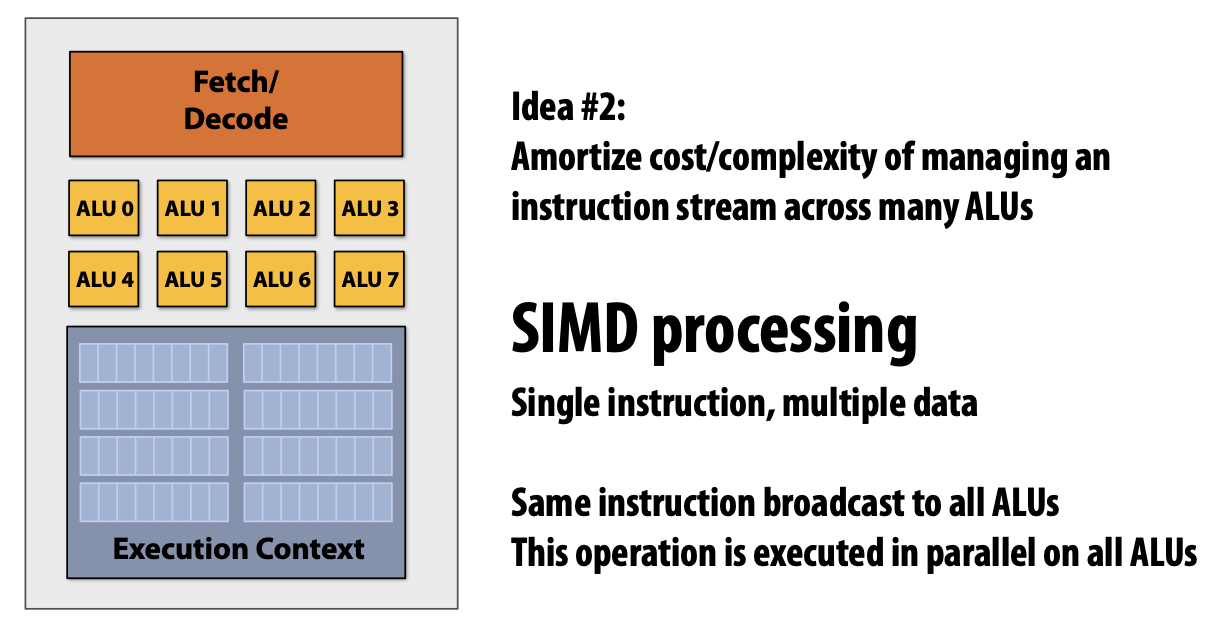 Fetch/
Decode
ALU 0
ALU 1
ALU 2
ALU 3
ALU 4
ALU 5
ALU 6
ALU 7
Execution Context
Idea #2:
Amortize cost/complexity of managing an
instruction stream across many ALUs
SIMD processing
Single instruction, multiple data
Same instruction broadcast to all ALUs
This operation is executed in parallel on all ALUs